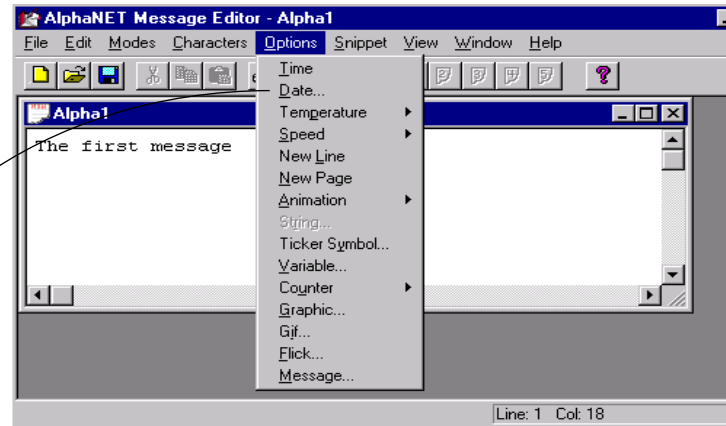 AlphaNET Message Editor - Alpha1
File Edit Modes Characters Options Snippet View Window Help
Time
Date...
Alpha1
Temperature
The first message
Speed
New Line
New Page
Animation
String...
Ticker Symbol...
Variable...
Counter
Graphic...
Gif...
Flick...
Message...
Line: 1 Col: 18